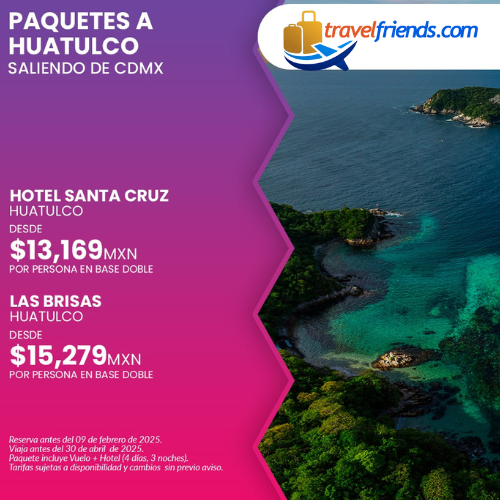 PAQUETES A
HUATULCO
SALIENDO DE CDMX
travelfriends.com
HOTEL SANTA CRUZ
HUATULCO
DESDE
$13,169MXN
POR PERSONA EN BASE DOBLE
LAS BRISAS
HUATULCO
DESDE
$15,279MXN
POR PERSONA EN BASE DOBLE
Reserva antes del 09 de febrero de 2025.
Viaja antes del 30 de abril de 2025.
Paquete incluye Vuelo + Hotel (4 días, 3 noches).
Tarifas sujetas a disponibilidad y cambios sin previo aviso.